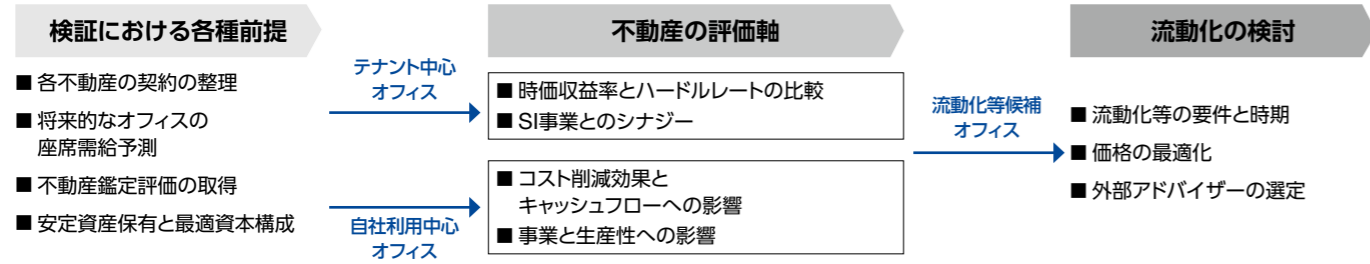 検証における各種前提
■ 各不動産の契約の整理
■ 将来的なオフィスの
座席需給予測
■ 不動産鑑定評価の取得
■ 安定資産保有と最適資本構成
テナント中心
オフィス
自社利用中心
オフィス
不動産の評価軸
■ 時価収益率とハードルレートの比較
■ SI事業とのシナジー
■ コスト削減効果と
キャッシュフローへの影響
■ 事業と生産性への影響
流動化等候補
オフィス
流動化の検討
■ 流動化等の要件と時期
■ 価格の最適化
■ 外部アドバイザーの選定